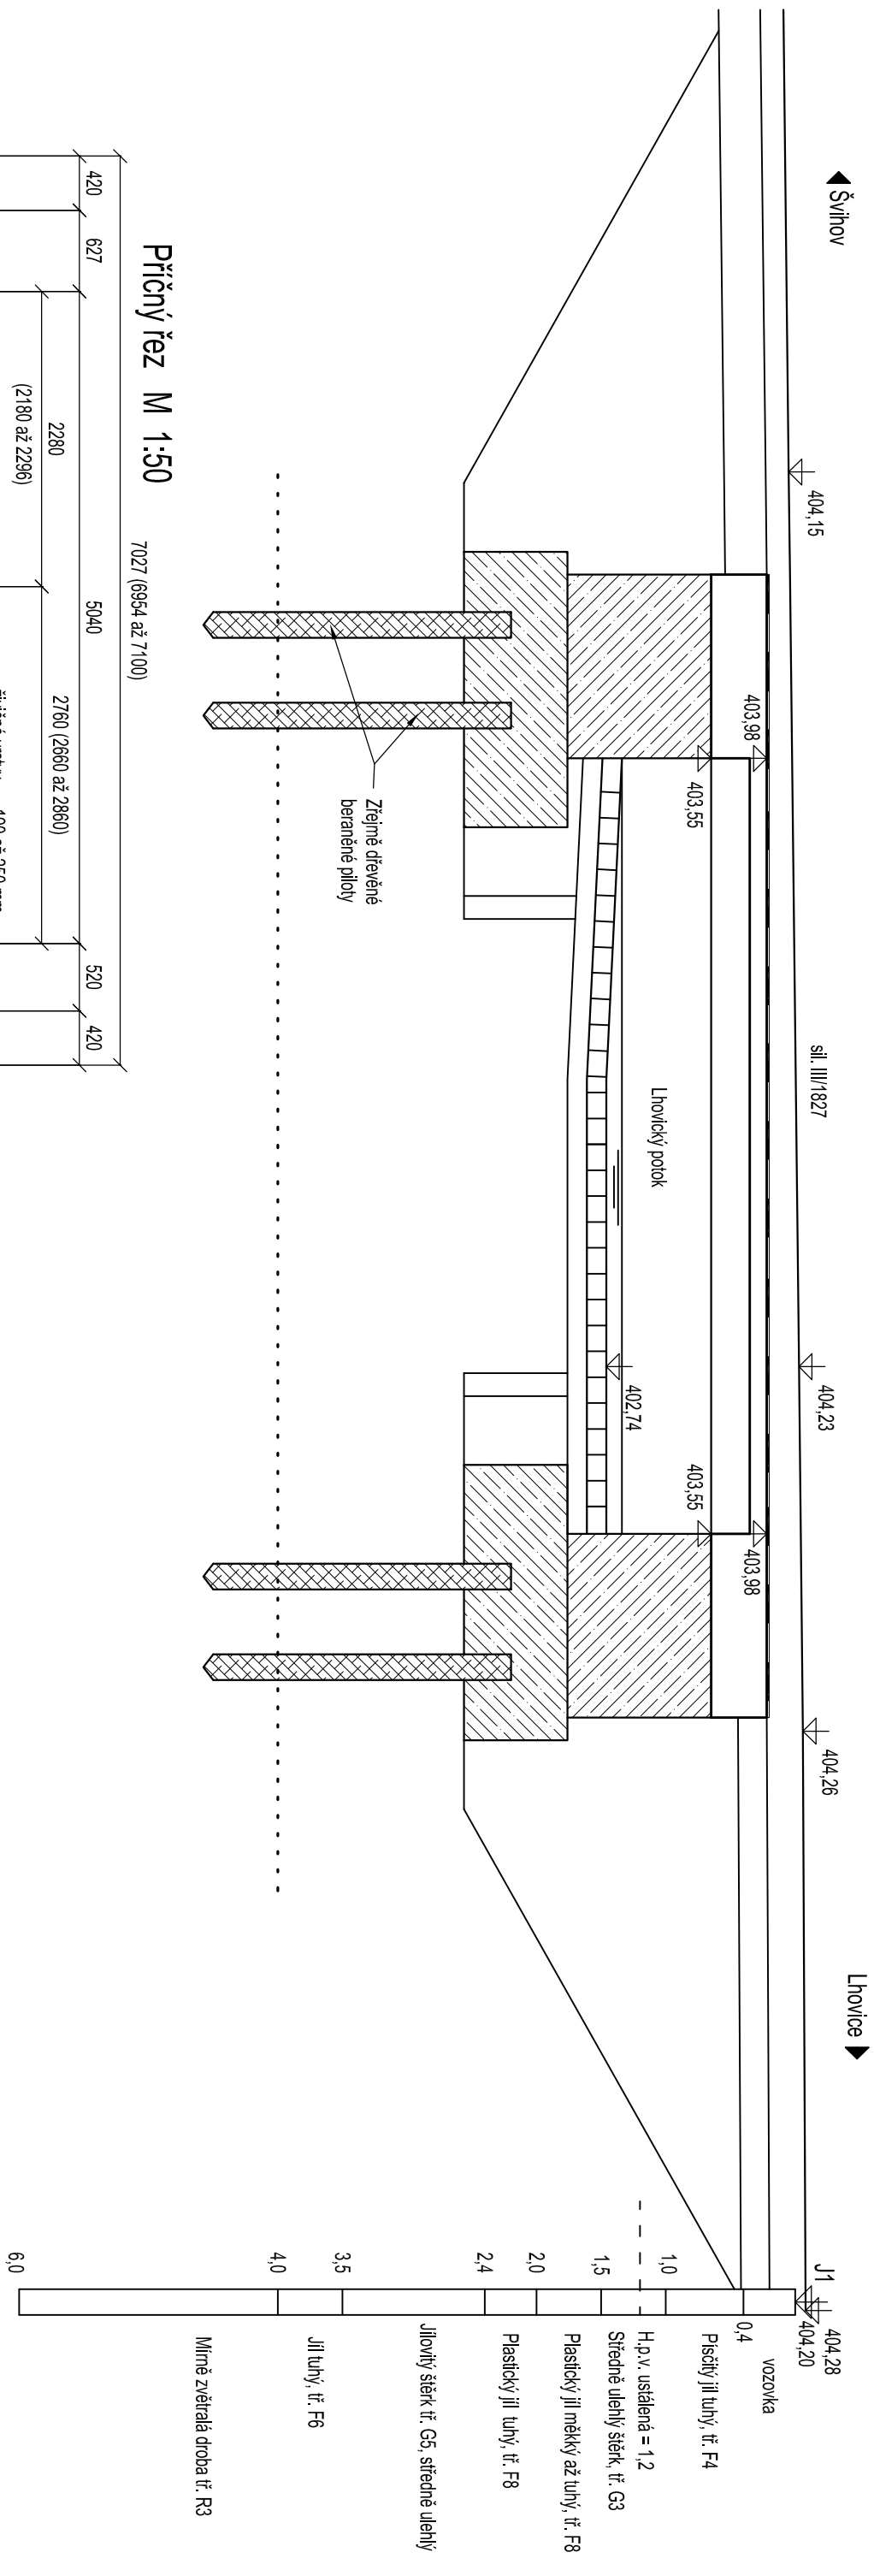 Švihov
Lhovice
404,15
sil. III/1827
404,23
404,26
404,28
404,20
J1
403,98
403,98
403,55
403,55
Lhovický potok
402,74
Zřejmě dřevěné
beraněné piloty
0,4
1,0
1,5
2,0
2,4
3,5
4,0
6,0
vozovka
Písčitý jíl tuhý, tř. F4
H.p.v. ustálená = 1,2
Středně ulehlý štěrk, tř. G3
Plastický jíl měkký až tuhý, tř. F8
Plastický jíl tuhý, tř. F8
Jílovitý štěrk tř. G5, středně ulehlý
Jíl tuhý, tř. F6
Mírně zvětralá droba tř. R3
Příčný řez M 1:50
7027 (6954 až 7100)
420
627
5040
520
420
2280
2760 (2660 až 2860)
(2180 až 2296)